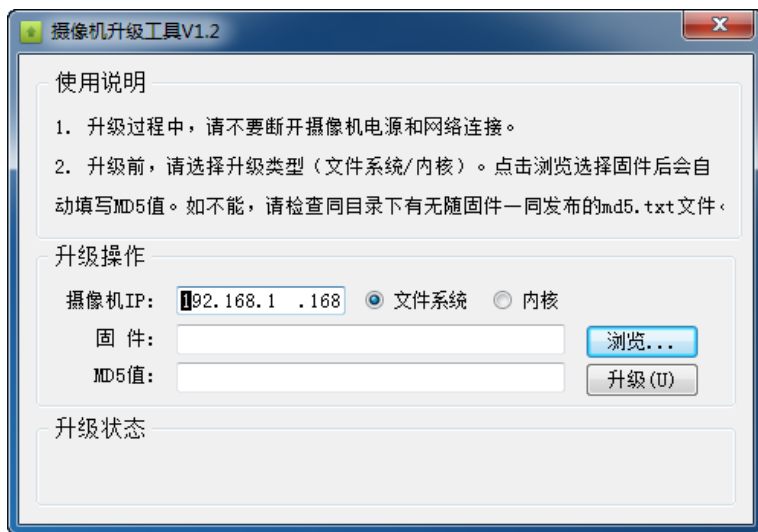 摄像机升级工具V1.2
使用说明
1. 升级过程中，请不要断开摄像机电源和网络连接。
2. 升级前，请选择升级类型（文件系统/内核）。点击浏览选择固件后会自
动填写MD5值。如不能，请检查同目录下有无随固件一同发布的md5.txt文件
升级操作
摄像机IP: 192.168.1 .168 文件系统 内核
固 件: 浏览...
MD5值: 升级(U)
升级状态